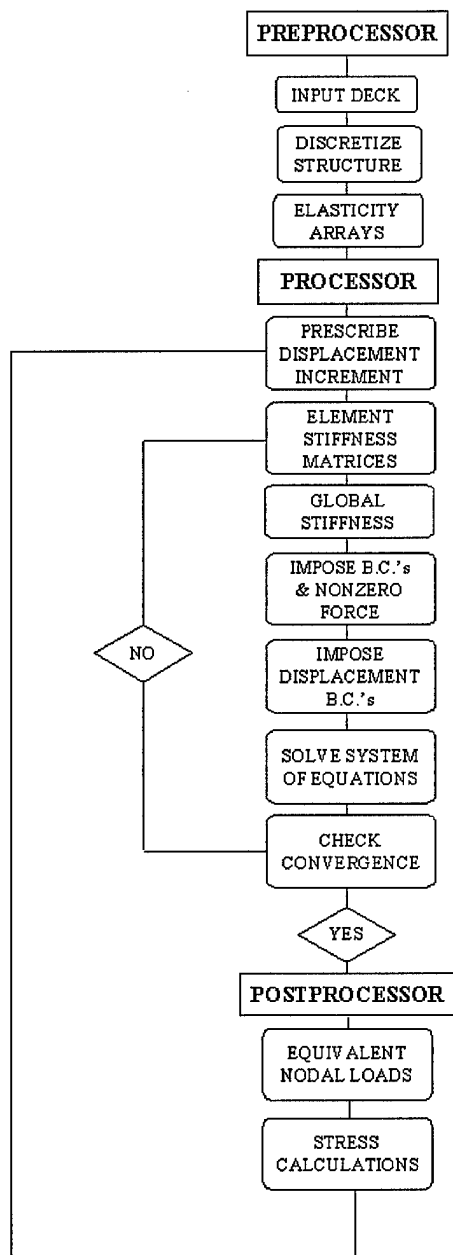 PREPROCESSOR
INPUT DECK
DISCRETIZE
STRUCTURE
ELASTICITY
ARRAYS
PROCESSOR
PRESCRIBE
DISPLACEMENT
INCREMENT
ELEMENT
STIFFNESS
MATRICES
GLOBAL
STIFFNESS
IMPOSE B.C.'s
& NONZERO
FORCE
NO
IMPOSE
DISPLACEMENT
B.C.'s
SOLVE SYSTEM
OF EQUATIONS
CHECK
CONVERGENCE
YES
POSTPROCESSOR
EQUIVALENT
NODAL LOADS
STRESS
CALCULATIONS